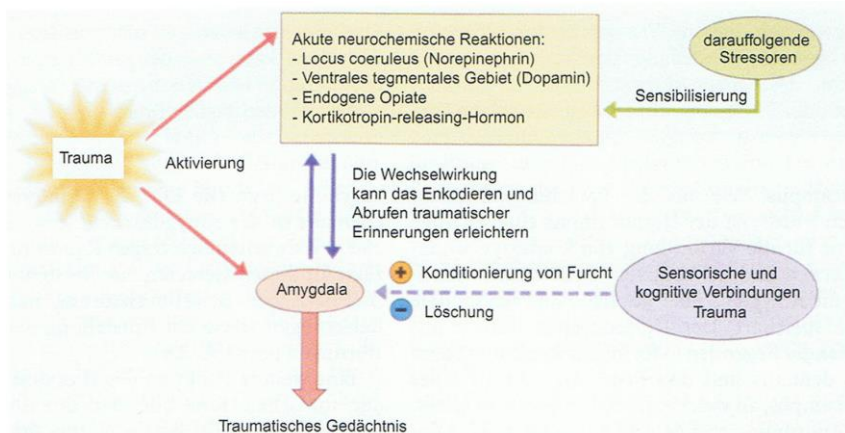 Akute neurochemische Reaktionen:
- Locus coeruleus (Norepinephrin)
- Ventrales tegmentales Gebiet (Dopamin)
- Endogene Opiate
- Kortikotropin-releasing-Hormon
darauffolgende
Stressoren
Sensibilisierung
Trauma
Aktivierung
Die Wechselwirkung
kann das Enkodieren und
Abrufen traumatischer
Erinnerungen erleichtern
Amygdala
+ Konditionierung von Furcht
− Löschung
Sensorische und
kognitive Verbindungen
Trauma
Traumatisches Gedächtnis